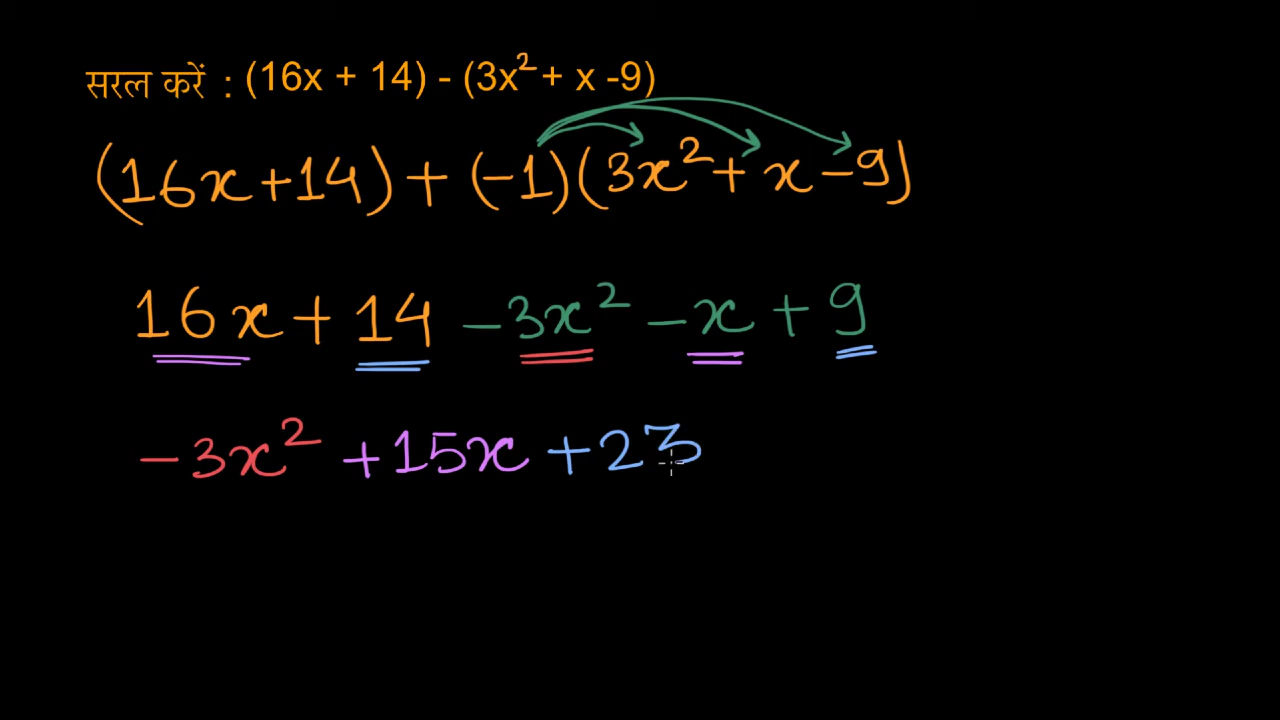 सरल करें : (16x + 14) - (3x² + x -9)
(16x+14) + (-1)(3x² + x -9)
16x + 14 - 3x² - x + 9
-3x² + 15x + 23